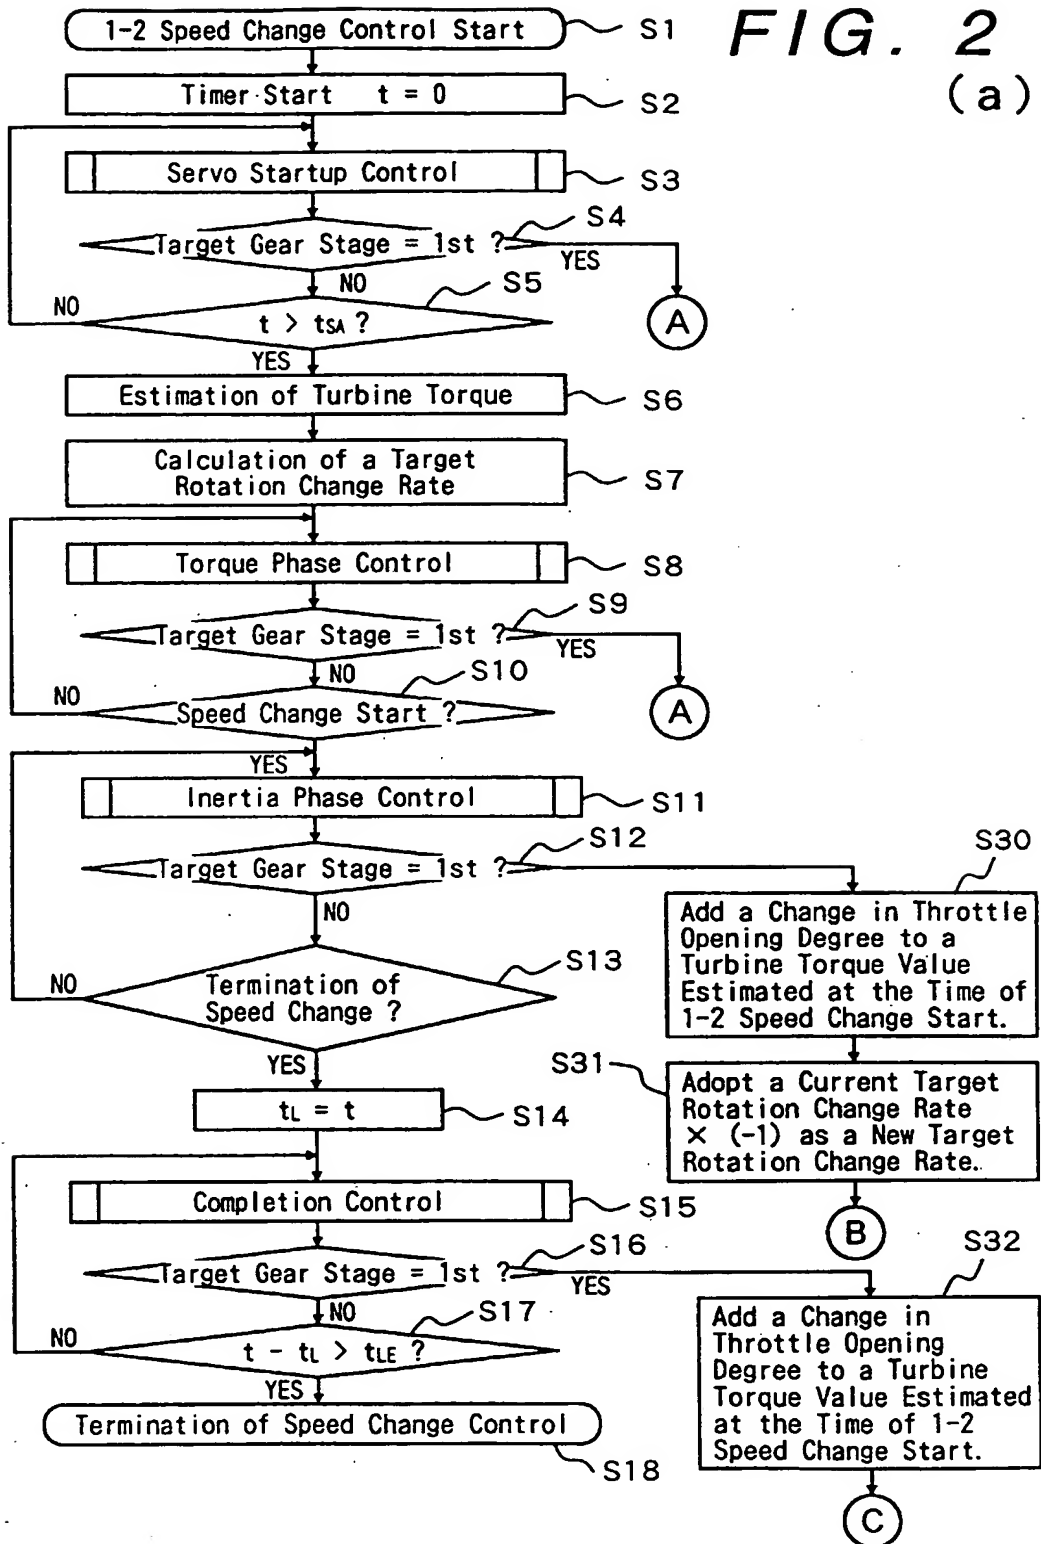 FIG. 2
(a)
1-2 Speed Change Control Start
S1
Timer Start t = 0
S2
Servo Startup Control
S3
S4
Target Gear Stage = 1st ?
YES
A
NO
S5
NO
t > tSA ?
YES
Estimation of Turbine Torque
S6
Calculation of a Target
Rotation Change Rate
S7
Torque Phase Control
S8
S9
Target Gear Stage = 1st ?
YES
A
NO
S10
NO
Speed Change Start ?
YES
Inertia Phase Control
S11
S12
Target Gear Stage = 1st ?
NO
S30
Add a Change in Throttle
Opening Degree to a
Turbine Torque Value
Estimated at the Time of
1-2 Speed Change Start.
S13
NO
Termination of
Speed Change ?
YES
S31
Adopt a Current Target
Rotation Change Rate
× (-1) as a New Target
Rotation Change Rate.
B
tL = t
S14
Completion Control
S15
S16
Target Gear Stage = 1st ?
YES
S32
Add a Change in
Throttle Opening
Degree to a Turbine
Torque Value Estimated
at the Time of 1-2
Speed Change Start.
C
NO
S17
NO
t - tL > tLE ?
YES
Termination of Speed Change Control
S18